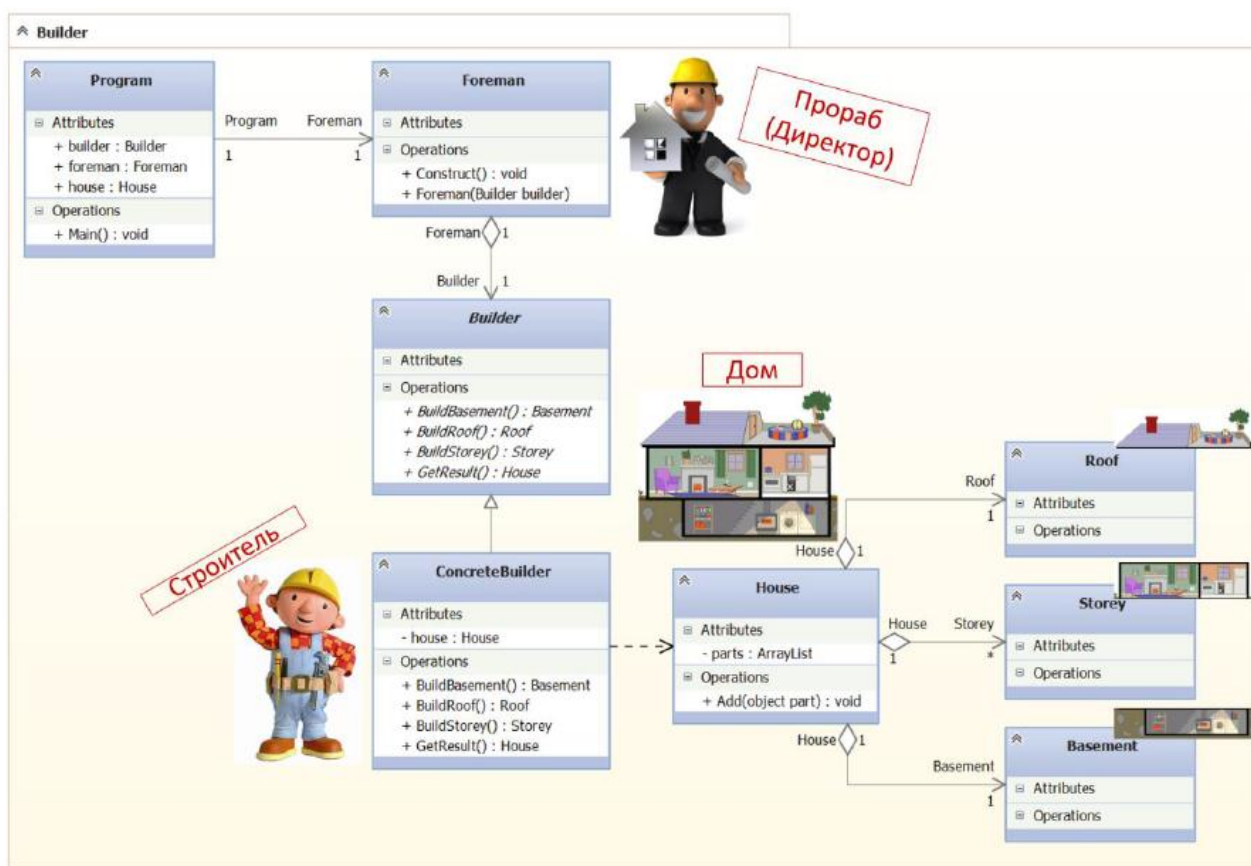 Builder
Program
Attributes
+ builder : Builder
+ foreman : Foreman
+ house : House
Operations
+ Main() : void
Program
1
Foreman
1
Foreman
Attributes
Operations
+ Construct() : void
+ Foreman(Builder builder)
Прораб
(Директор)
Foreman
1
Builder
1
Builder
Attributes
Operations
+ BuildBasement() : Basement
+ BuildRoof() : Roof
+ BuildStorey() : Storey
+ GetResult() : House
Дом
Строитель
ConcreteBuilder
Attributes
- house : House
Operations
+ BuildBasement() : Basement
+ BuildRoof() : Roof
+ BuildStorey() : Storey
+ GetResult() : House
House
Attributes
- parts : ArrayList
Operations
+ Add(object part) : void
House
1
Roof
1
Roof
Attributes
Operations
House
1
Storey
*
Storey
Attributes
Operations
House
1
Basement
1
Basement
Attributes
Operations